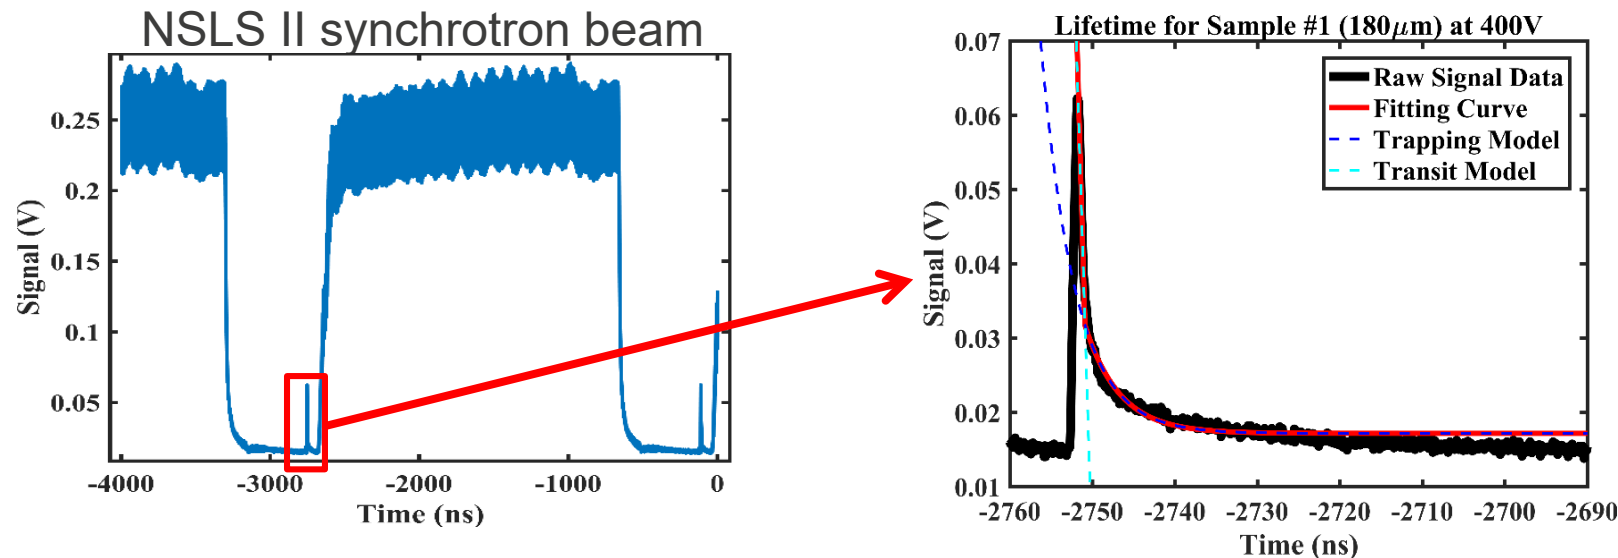 NSLS II synchrotron beam
Signal (V)
0.25
0.2
0.15
0.1
0.05
-4000 -3000 -2000 -1000 0
Time (ns)
Lifetime for Sample #1 (180μm) at 400V
Signal (V)
0.07
0.06
0.05
0.04
0.03
0.02
0.01
Raw Signal Data
Fitting Curve
Trapping Model
Transit Model
-2760 -2750 -2740 -2730 -2720 -2710 -2700 -2690
Time (ns)